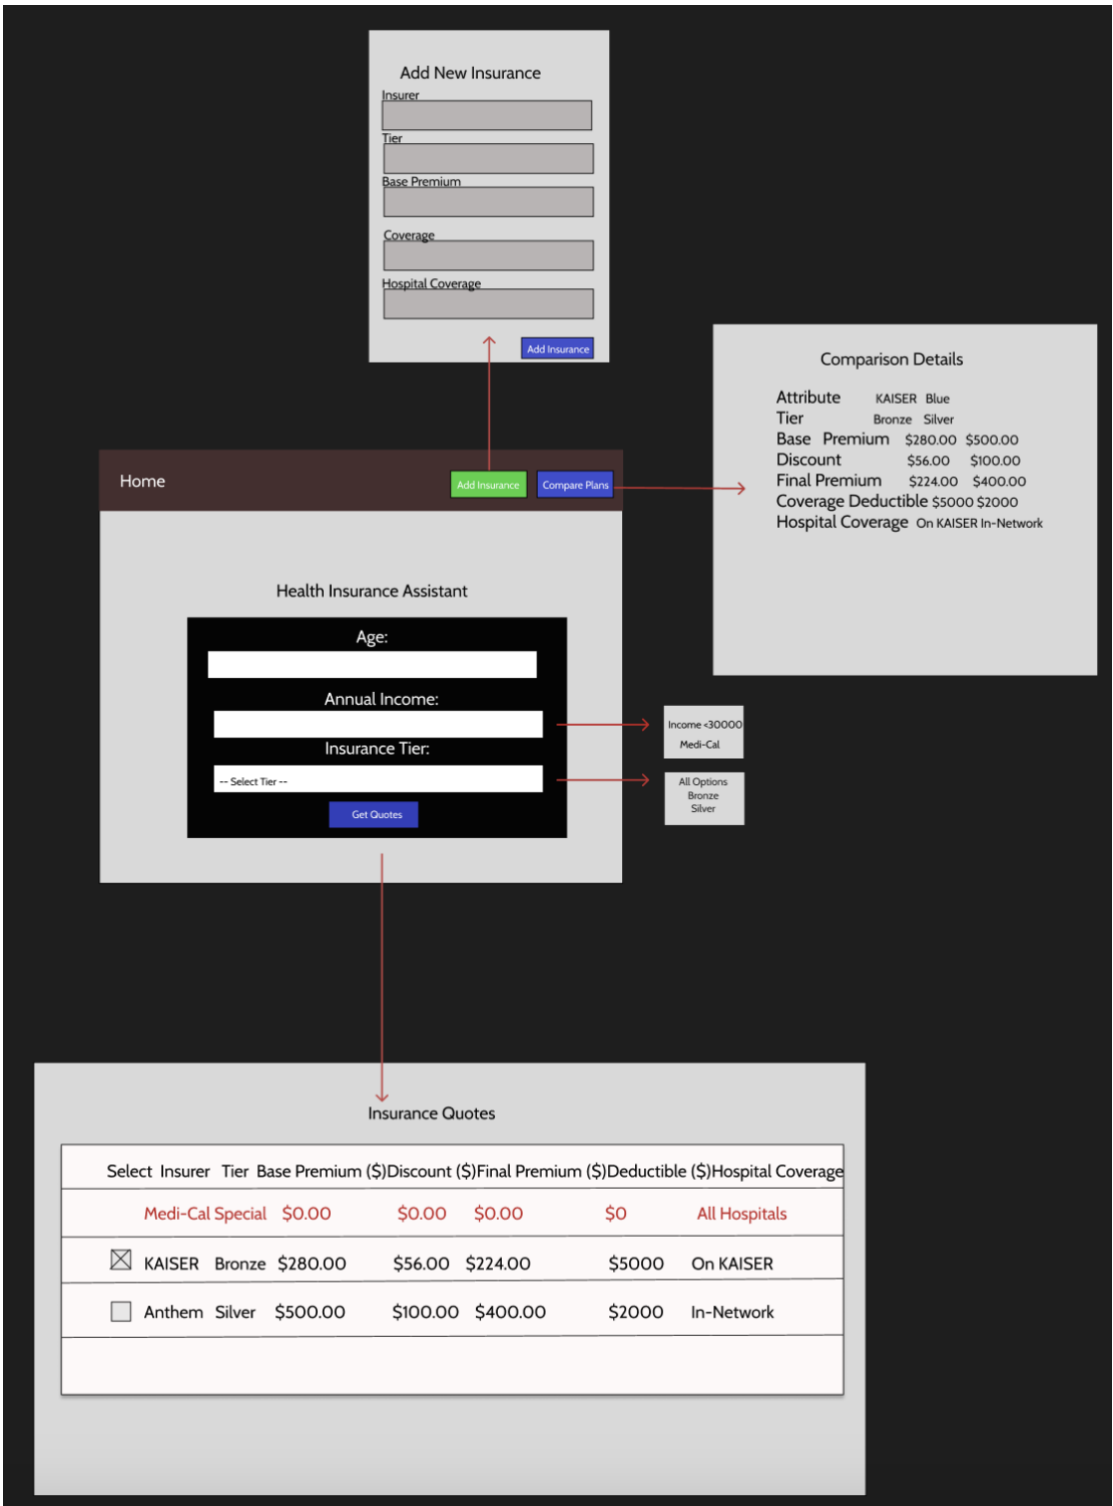 Add New Insurance
Insurer
Tier
Base Premium
Coverage
Hospital Coverage
Add Insurance
Comparison Details
Attribute KAISER Blue
Tier Bronze Silver
Base Premium $280.00 $500.00
Discount $56.00 $100.00
Final Premium $224.00 $400.00
Coverage Deductible $5000 $2000
Hospital Coverage On KAISER In-Network
Home Add Insurance Compare Plans
Health Insurance Assistant
Age:
Annual Income:
Insurance Tier:
-- Select Tier --
Get Quotes
Income <30000
Medi-Cal
All Options
Bronze
Silver
Insurance Quotes
Select Insurer Tier Base Premium ($)Discount ($)Final Premium ($)Deductible ($)Hospital Coverage
Medi-Cal Special $0.00 $0.00 $0.00 $0 All Hospitals
KAISER Bronze $280.00 $56.00 $224.00 $5000 On KAISER
Anthem Silver $500.00 $100.00 $400.00 $2000 In-Network